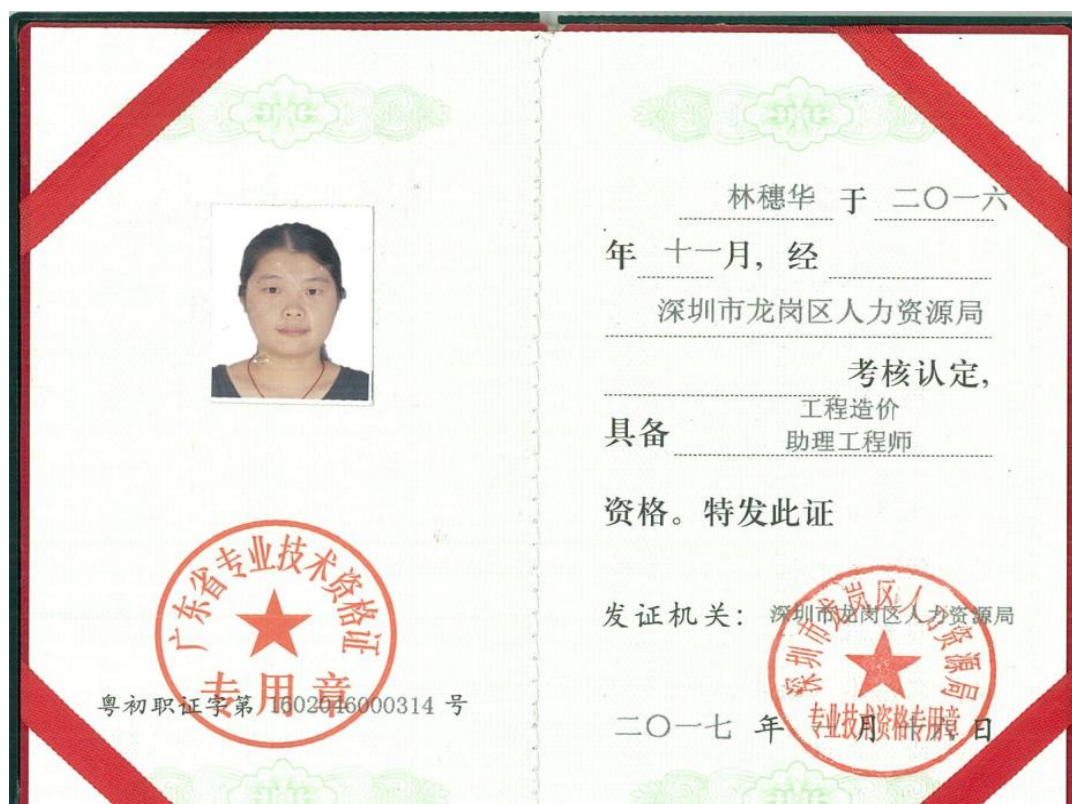 广东省专业技术资格证
专用章
粤初职证字第 1602046000314 号
林穗华 于 二〇一六
年 十一月, 经
深圳市龙岗区人力资源局
考核认定,
具备 工程造价
助理工程师
资格。特发此证
发证机关: 深圳市龙岗区人力资源局
深圳市龙岗区人力资源局
专业技术资格专用章
二〇一七 年 月 日